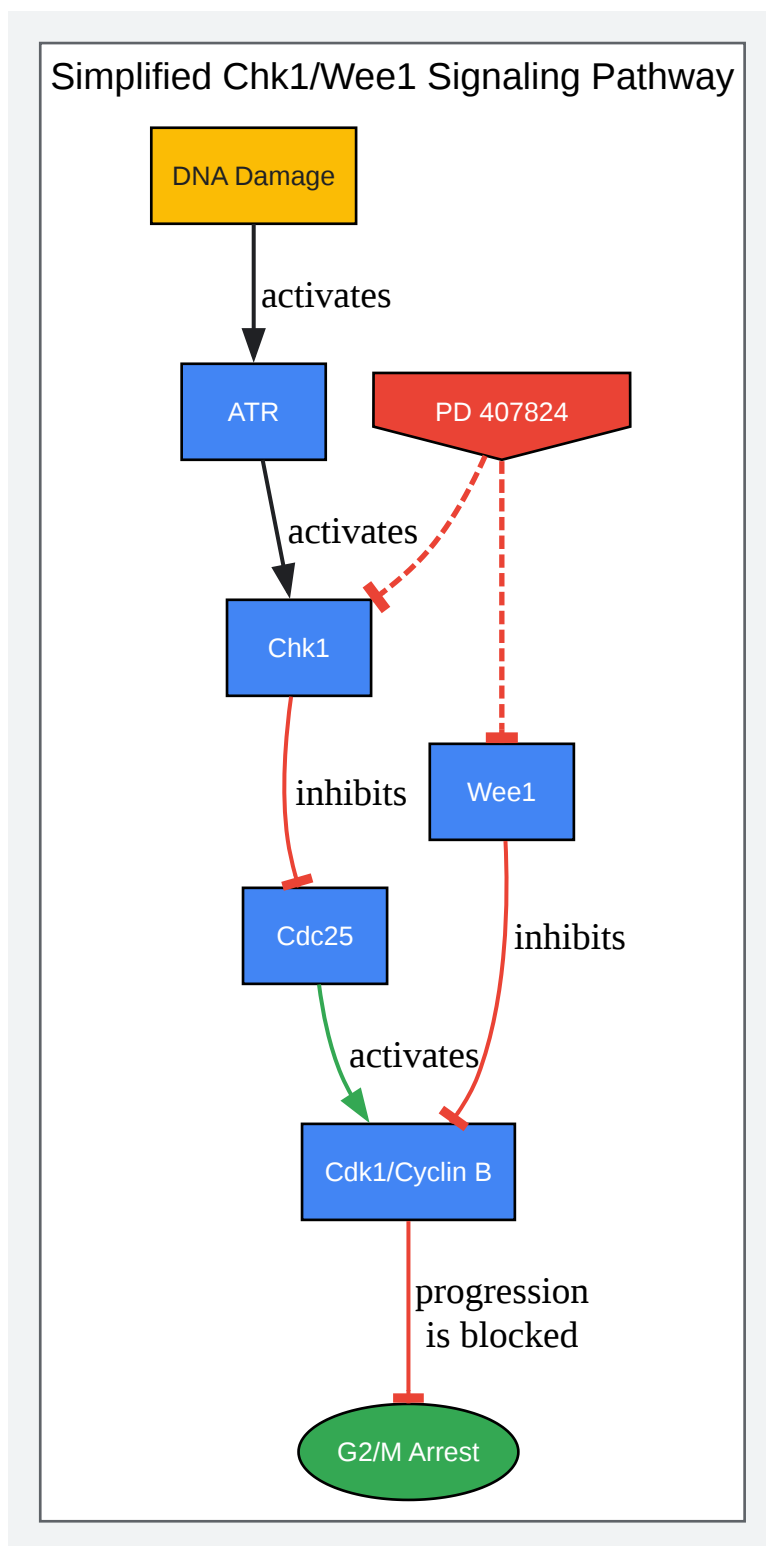 Simplified Chk1/Wee1 Signaling Pathway
DNA Damage
activates
ATR
PD 407824
activates
Chk1
Wee1
inhibits
Cdc25
inhibits
activates
Cdk1/Cyclin B
progression
is blocked
G2/M Arrest